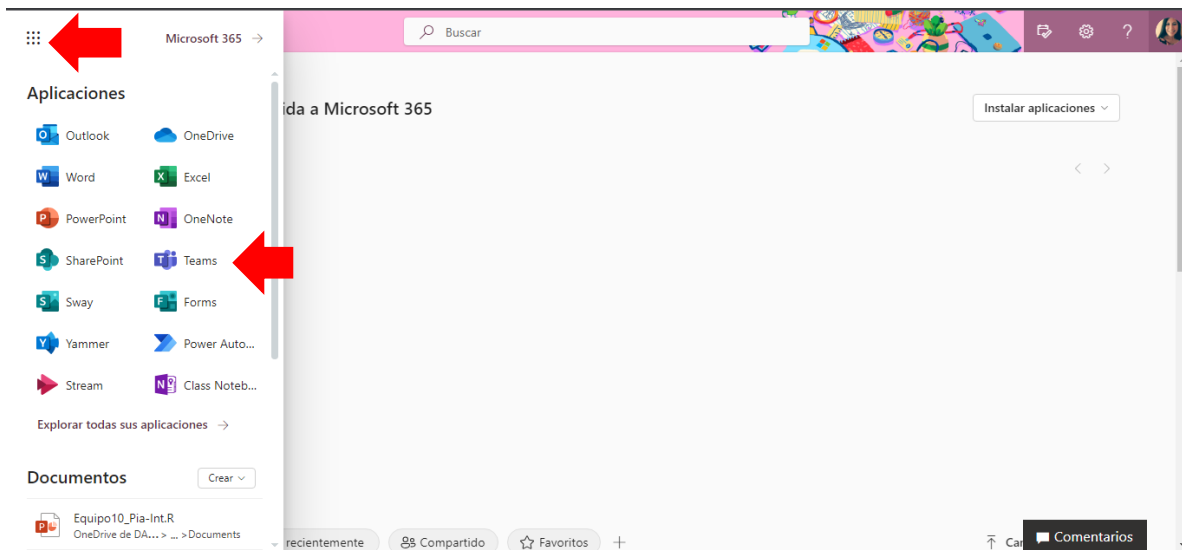 Microsoft 365 →
Buscar
?
Aplicaciones
ida a Microsoft 365
Instalar aplicaciones
Outlook
OneDrive
Word
Excel
PowerPoint
OneNote
SharePoint
Teams
Sway
Forms
Yammer
Power Auto...
Stream
Class Noteb...
Explorar todas sus aplicaciones →
Documentos
Crear
Equipo10_Pia-Int.R
OneDrive de DA... > ... > Documents
recientemente
Compartido
Favoritos
+
Car
Comentarios